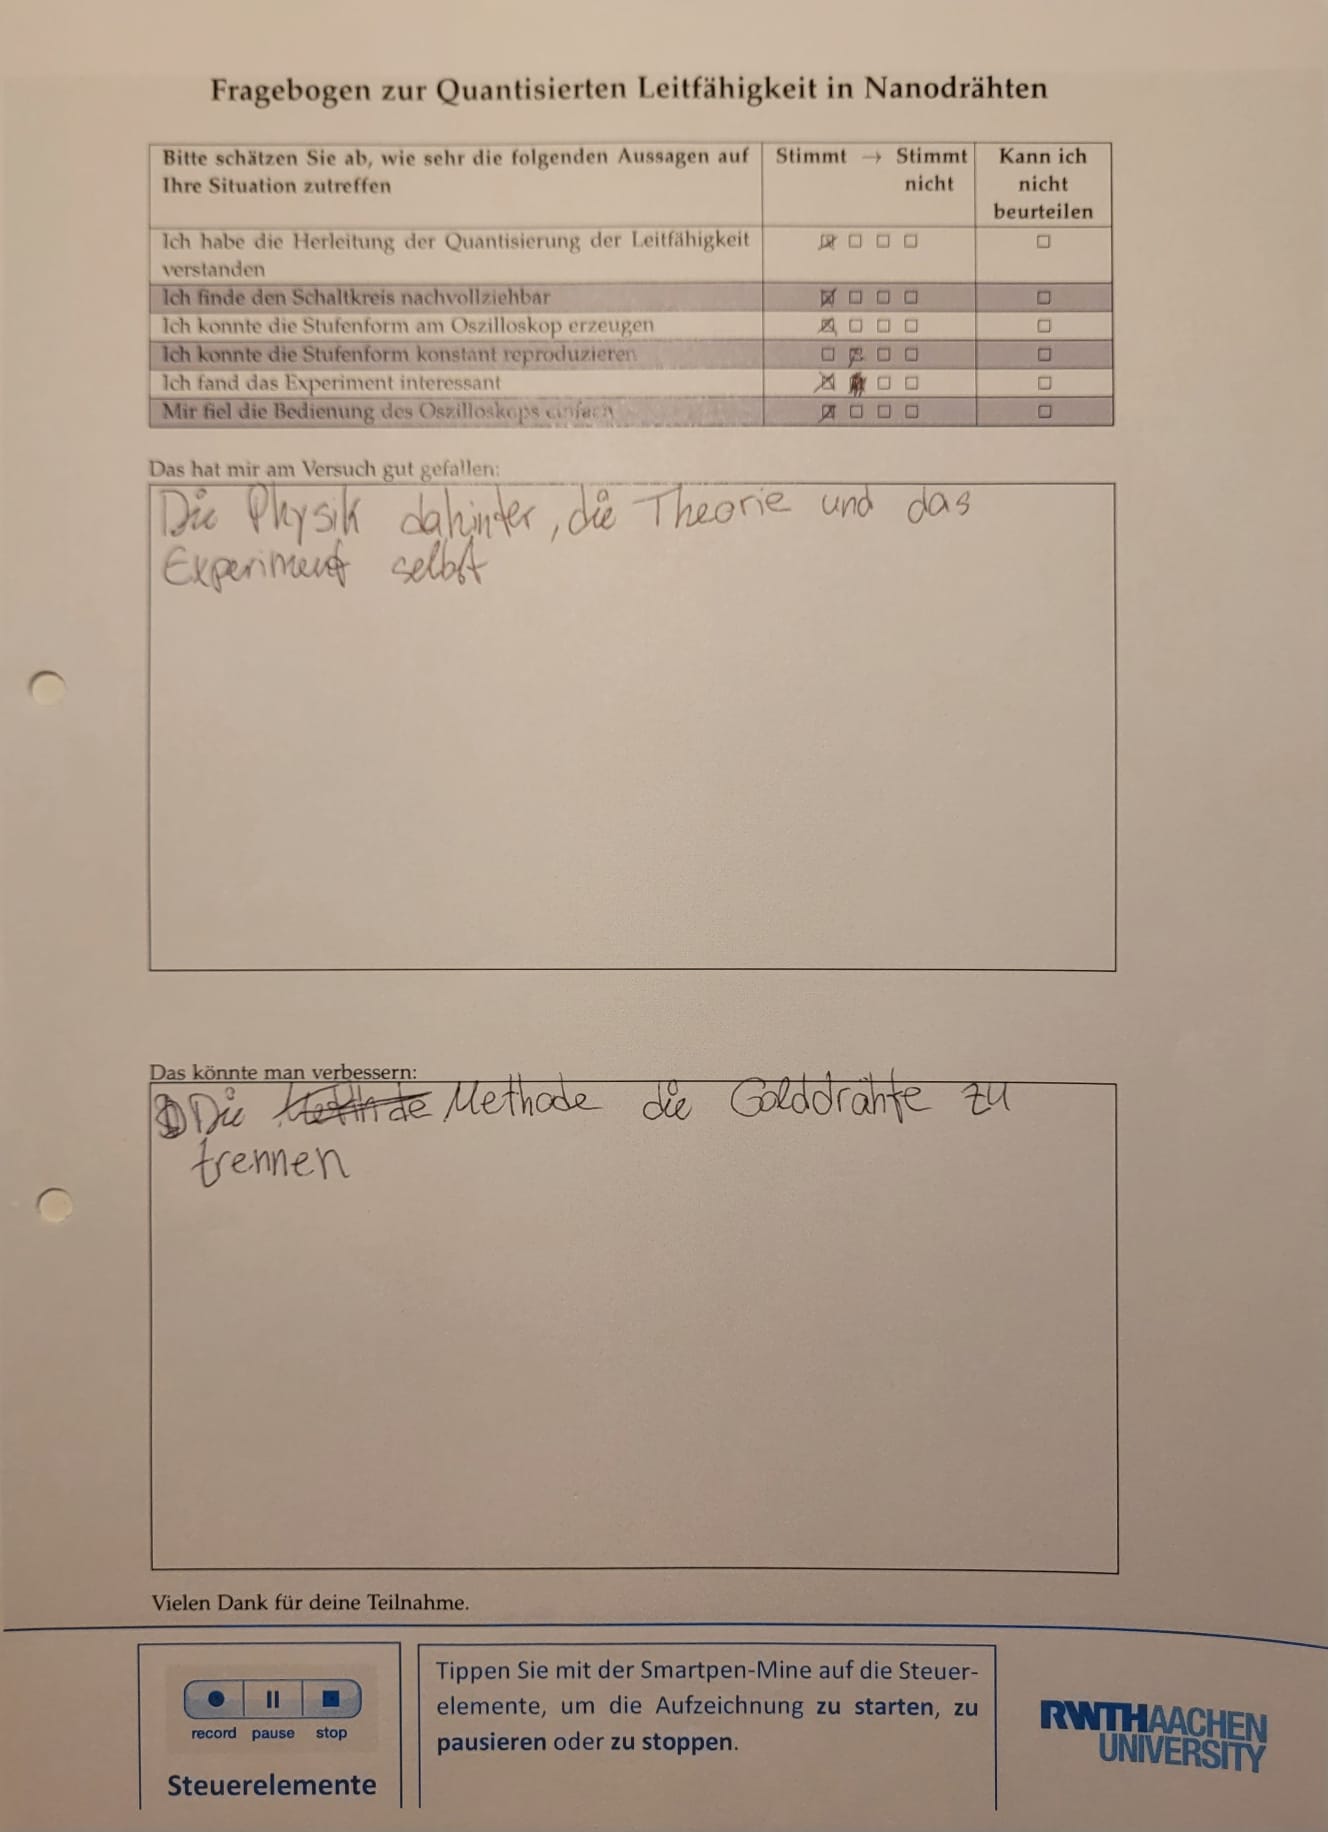 Fragebogen zur Quantisierten Leitfähigkeit in Nanodrähten
Bitte schätzen Sie ab, wie sehr die folgenden Aussagen auf
Ihre Situation zutreffen
Stimmt → Stimmt
nicht
Kann ich
nicht
beurteilen
Ich habe die Herleitung der Quantisierung der Leitfähigkeit
verstanden
Ich finde den Schaltkreis nachvollziehbar
Ich konnte die Stufenform am Oszilloskop erzeugen
Ich konnte die Stufenform konstant reproduzieren
Ich fand das Experiment interessant
Mir fiel die Bedienung des Oszilloskops einfach
Das hat mir am Versuch gut gefallen:
Die Physik dahinter, die Theorie und das
Experiment selbst
Das könnte man verbessern:
Die Methode die Golddrähte zu
trennen
Vielen Dank für deine Teilnahme.
record pause stop
Steuerelemente
Tippen Sie mit der Smartpen-Mine auf die Steuer-
elemente, um die Aufzeichnung zu starten, zu
pausieren oder zu stoppen.
RWTHAACHEN
UNIVERSITY